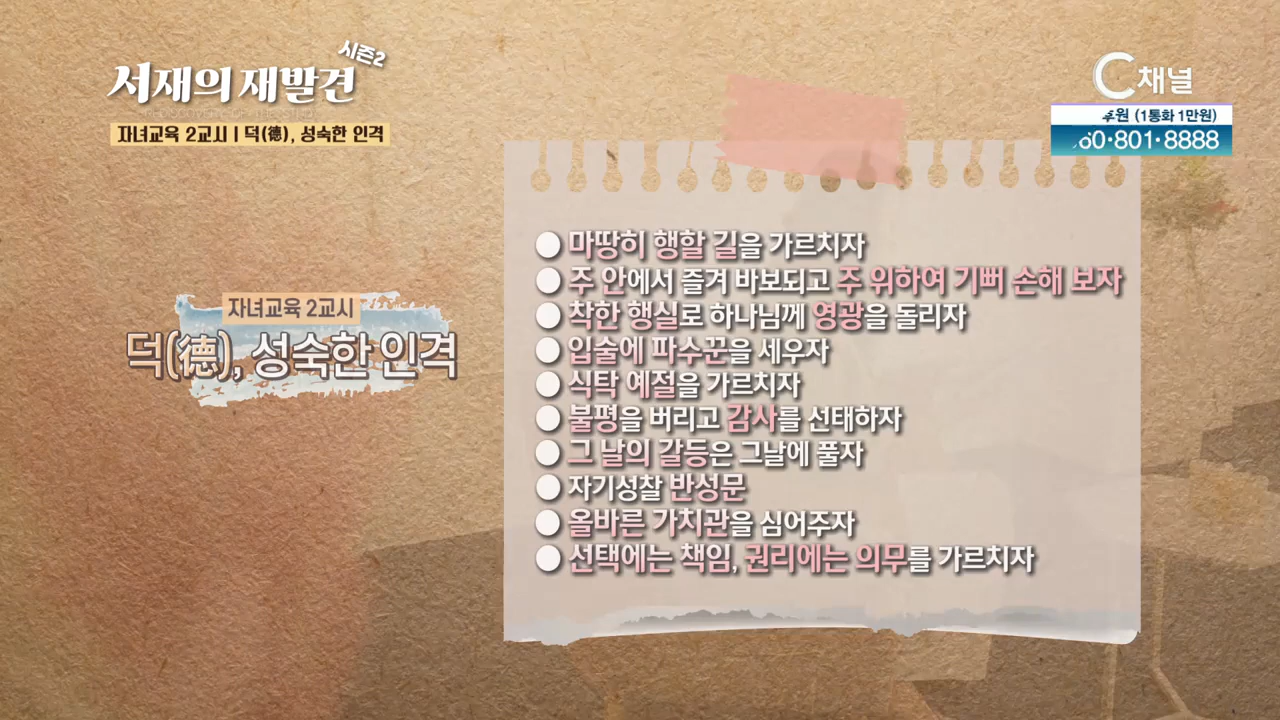 서재의 재발견 시즌2
자녀교육 2교시 | 덕(德), 성숙한 인격
C채널
원 (1통화 1만원)
60·801·8888
자녀교육 2교시
덕(德), 성숙한 인격
● 마땅히 행할 길을 가르치자
● 주 안에서 즐겨 바보되고 주 위하여 기뻐 손해 보자
● 착한 행실로 하나님께 영광을 돌리자
● 입술에 파수꾼을 세우자
● 식탁 예절을 가르치자
● 불평을 버리고 감사를 선태하자
● 그 날의 갈등은 그날에 풀자
● 자기성찰 반성문
● 올바른 가치관을 심어주자
● 선택에는 책임, 권리에는 의무를 가르치자